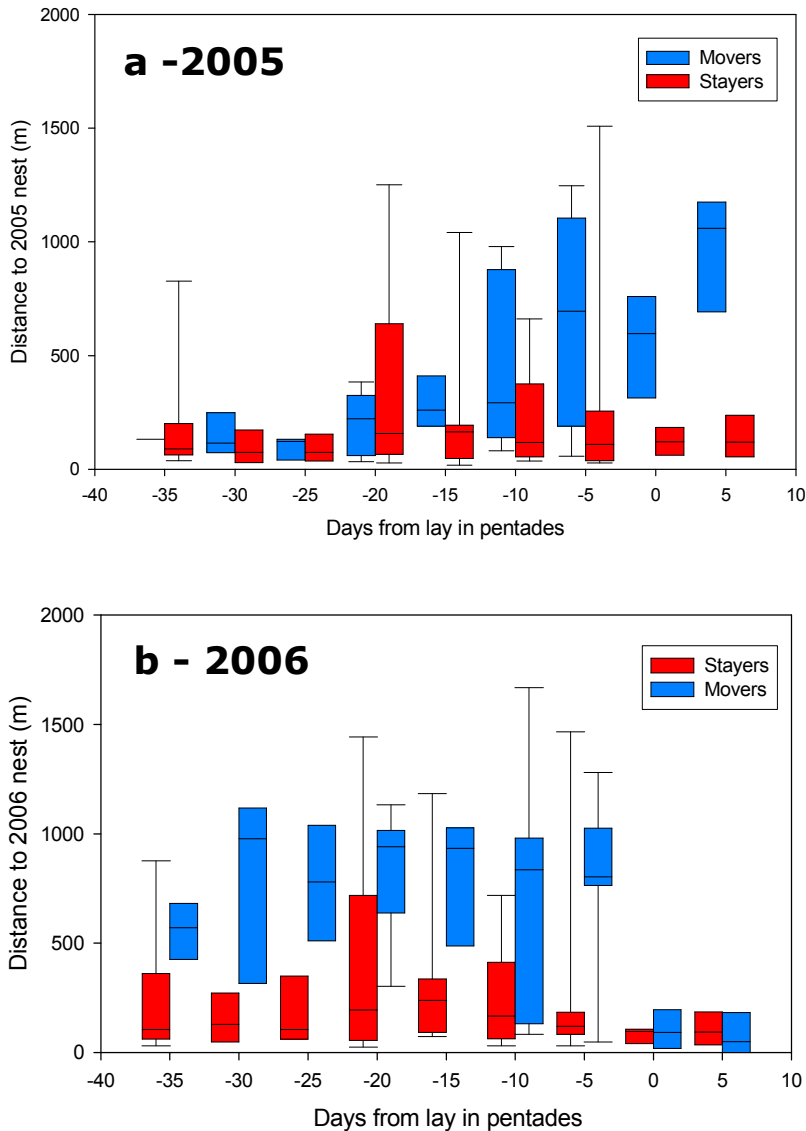 a -2005
Movers
Stayers
Distance to 2005 nest (m)
2000
1500
1000
500
0
-40 -35 -30 -25 -20 -15 -10 -5 0 5 10
Days from lay in pentades
b - 2006
Stayers
Movers
Distance to 2006 nest (m)
2000
1500
1000
500
0
-40 -35 -30 -25 -20 -15 -10 -5 0 5 10
Days from lay in pentades